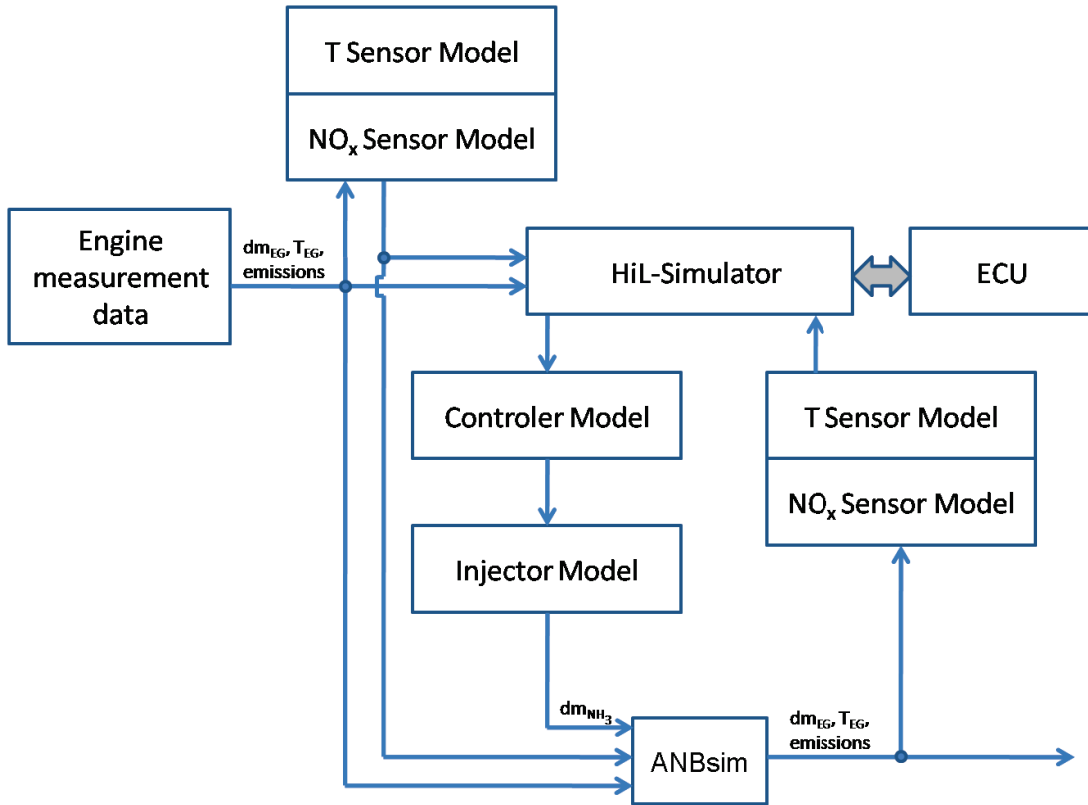 T Sensor Model
NOx Sensor Model
Engine
measurement
data
dmEG, TEG,
emissions
HiL-Simulator
ECU
Controler Model
T Sensor Model
NOx Sensor Model
Injector Model
dmNH3
ANBsim
dmEG, TEG,
emissions